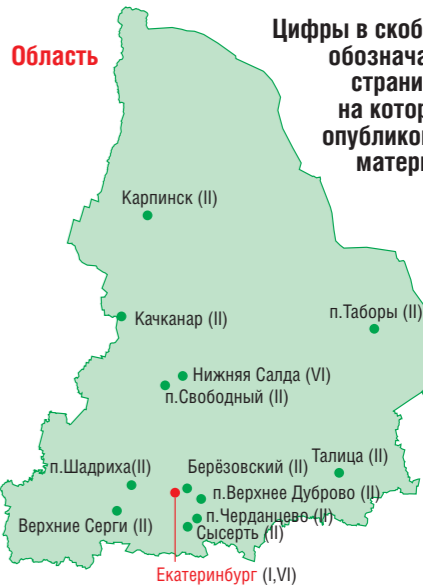 Область
Цифры в скоб
обознача
страни
на котор
опубликов
матери
Карпинск (II)
Качканар (II)
п.Таборы (II)
Нижняя Салда (VI)
п.Свободный (II)
п.Шадриха(II)
Берёзовский (II)
Талица (II)
п.Верхнее Дуброво (II)
Верхние Серги (II)
п.Черданцево (II)
Сысерть (II)
Екатеринбург (I,VI)